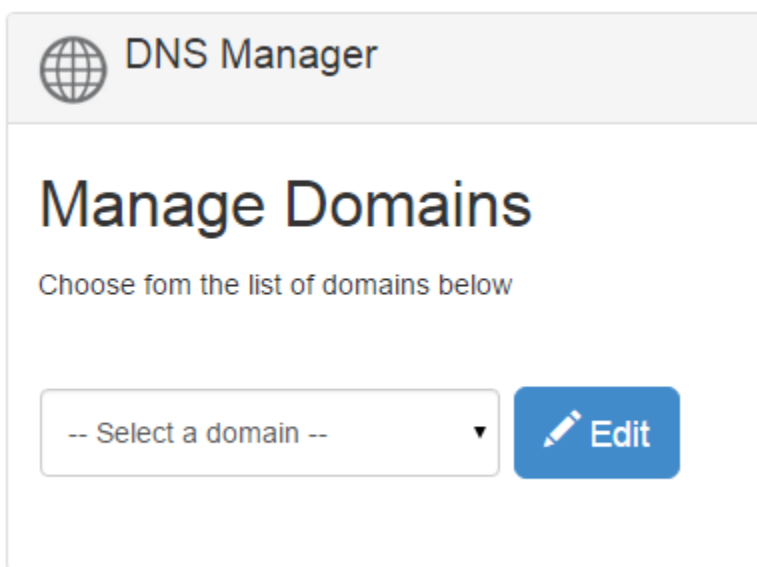 DNS Manager
Manage Domains
Choose fom the list of domains below
-- Select a domain --
Edit